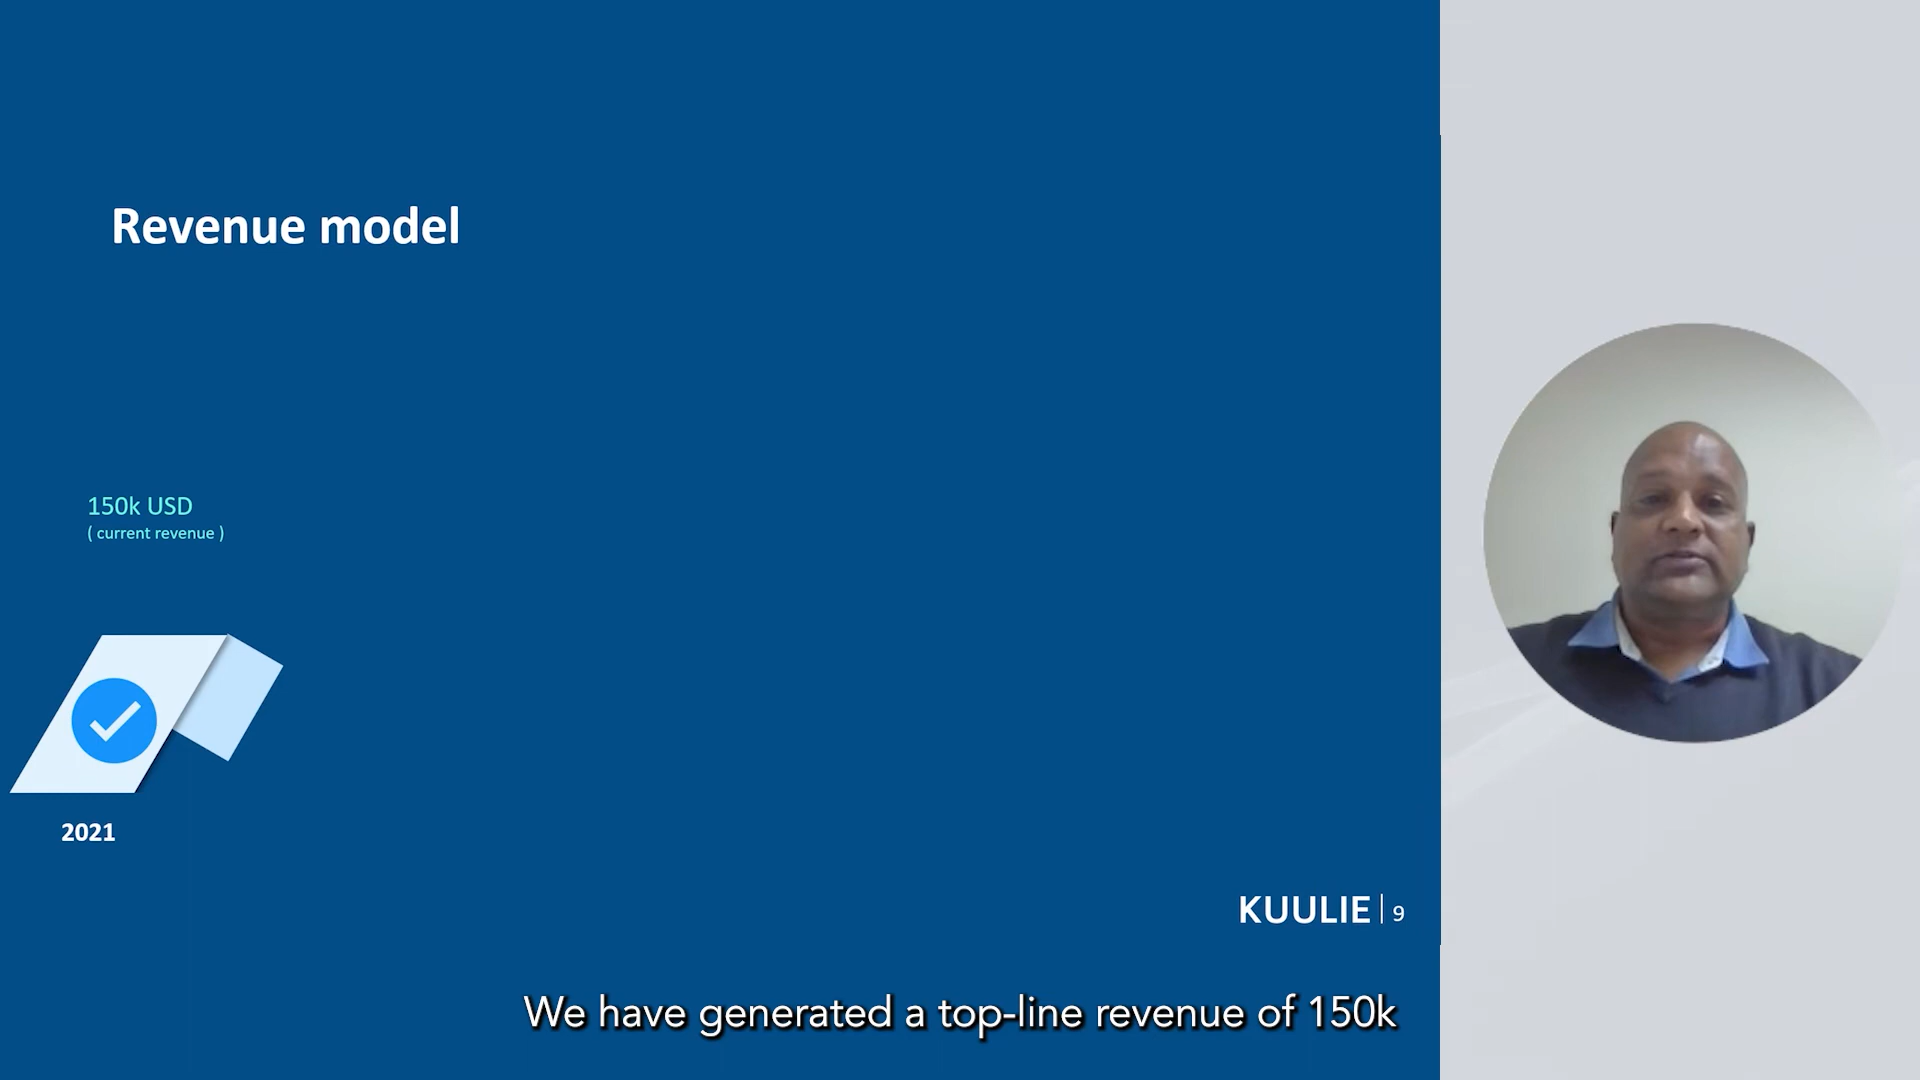 Revenue model
150k USD
( current revenue )
2021
KUULIE | 9
We have generated a top-line revenue of 150k